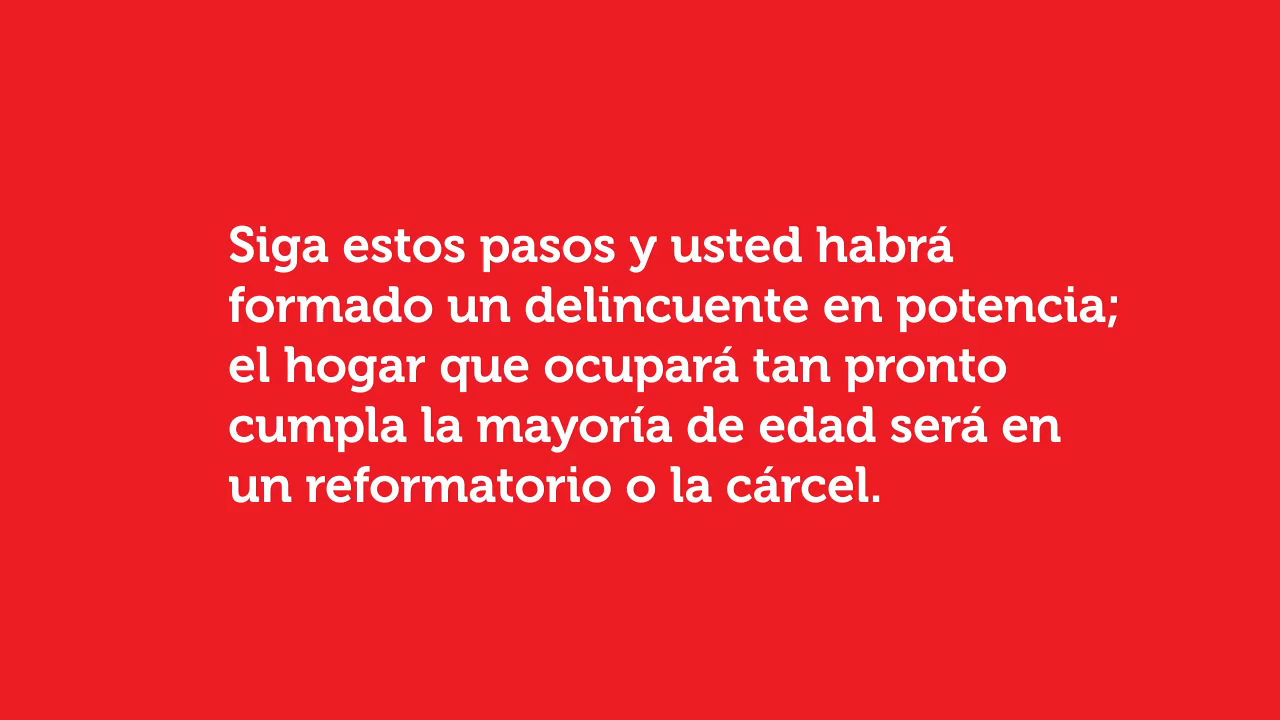 Siga estos pasos y usted habrá
formado un delincuente en potencia;
el hogar que ocupará tan pronto
cumpla la mayoría de edad será en
un reformatorio o la cárcel.